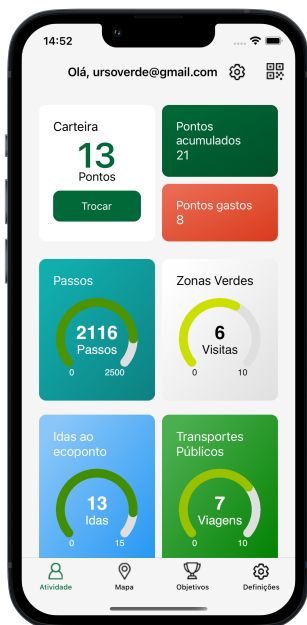 14:52
Olá, ursoverde@gmail.com
Carteira
13
Pontos
Trocar
Pontos
acumulados
21
Pontos gastos
8
Passos
2116
Passos
0 2500
Zonas Verdes
6
Visitas
0 10
Idas ao
ecoponto
13
Idas
0 15
Transportes
Públicos
7
Viagens
0 10
Atividade Mapa Objetivos Definições